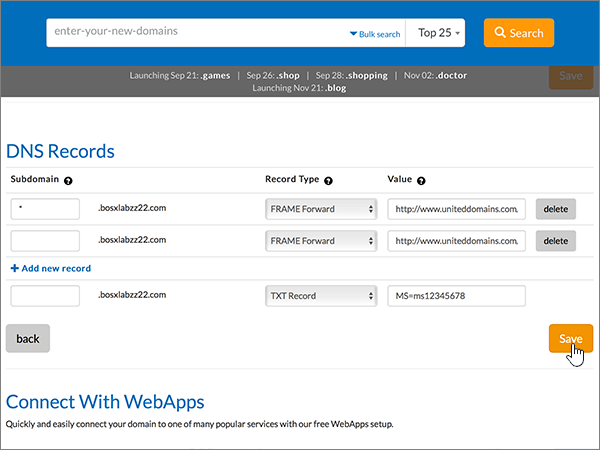 enter-your-new-domains
Bulk search
Top 25
Search
Launching Sep 21: .games | Sep 26: .shop | Sep 28: .shopping | Nov 02: .doctor
Launching Nov 21: .blog
Save
DNS Records
Subdomain ? Record Type ? Value ?
* .bosxlabzz22.com FRAME Forward http://www.uniteddomains.com, delete
.bosxlabzz22.com FRAME Forward http://www.uniteddomains.com, delete
+ Add new record
.bosxlabzz22.com TXT Record MS=ms12345678
back
Save
Connect With WebApps
Quickly and easily connect your domain to one of many popular services with our free WebApps setup.